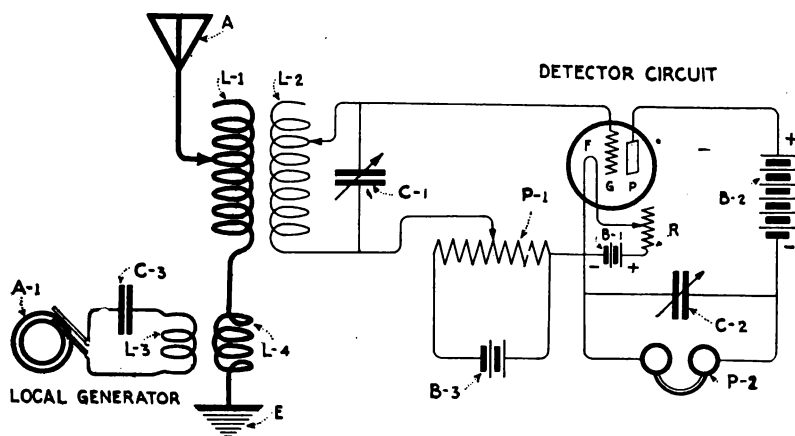 A
L-1
L-2
DETECTOR CIRCUIT
F
G
P
+
-
B-2
-
C-1
P-1
B-1
- +
R
C-3
A-1
L-3
L-4
C-2
B-3
P-2
LOCAL GENERATOR
E